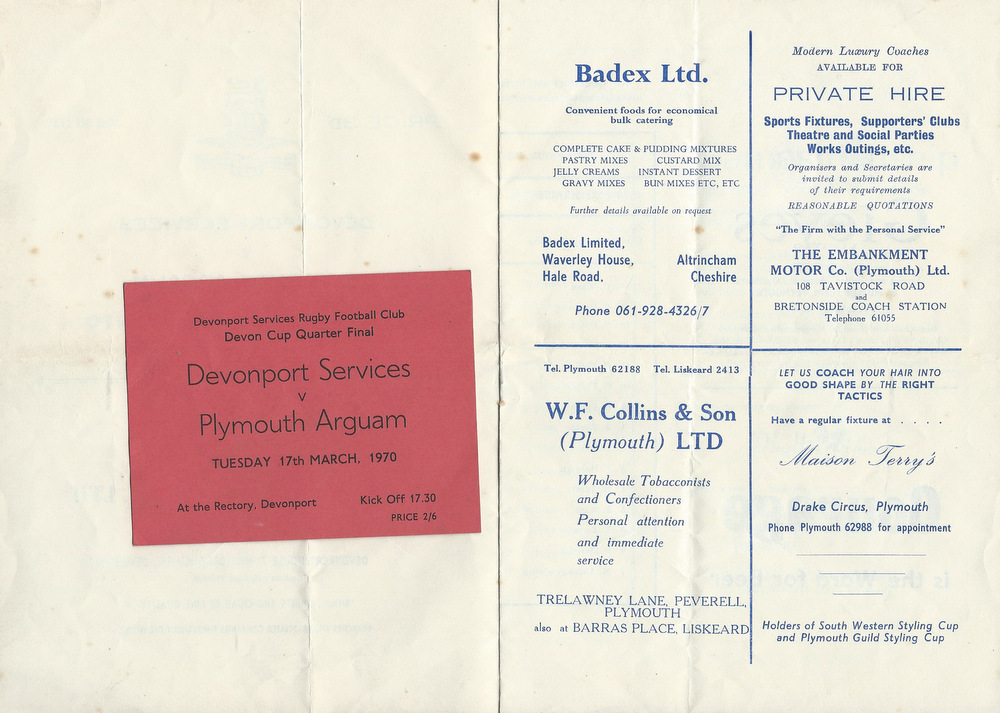 Devonport Services Rugby Football Club
Devon Cup Quarter Final
Devonport Services
v
Plymouth Arguam
TUESDAY 17th MARCH, 1970
At the Rectory, Devonport
Kick Off 17.30
PRICE 2/6
Badex Ltd.
Convenient foods for economical
bulk catering
COMPLETE CAKE & PUDDING MIXTURES
PASTRY MIXES CUSTARD MIX
JELLY CREAMS INSTANT DESSERT
GRAVY MIXES BUN MIXES ETC, ETC
Further details available on request
Badex Limited,
Waverley House, Altrincham
Hale Road, Cheshire
Phone 061-928-4326/7
Tel. Plymouth 62188 Tel. Liskeard 2413
W.F. Collins & Son
(Plymouth) LTD
Wholesale Tobacconists
and Confectioners
Personal attention
and immediate
service
TRELAWNEY LANE, PEVERELL,
PLYMOUTH
also at BARRAS PLACE, LISKEARD
Modern Luxury Coaches
AVAILABLE FOR
PRIVATE HIRE
Sports Fixtures, Supporters' Clubs
Theatre and Social Parties
Works Outings, etc.
Organisers and Secretaries are
invited to submit details
of their requirements
REASONABLE QUOTATIONS
"The Firm with the Personal Service"
THE EMBANKMENT
MOTOR Co. (Plymouth) Ltd.
108 TAVISTOCK ROAD
and
BRETONSIDE COACH STATION
Telephone 61055
LET US COACH YOUR HAIR INTO
GOOD SHAPE BY THE RIGHT
TACTICS
Have a regular fixture at . . . .
Maison Terry's
Drake Circus, Plymouth
Phone Plymouth 62988 for appointment
Holders of South Western Styling Cup
and Plymouth Guild Styling Cup